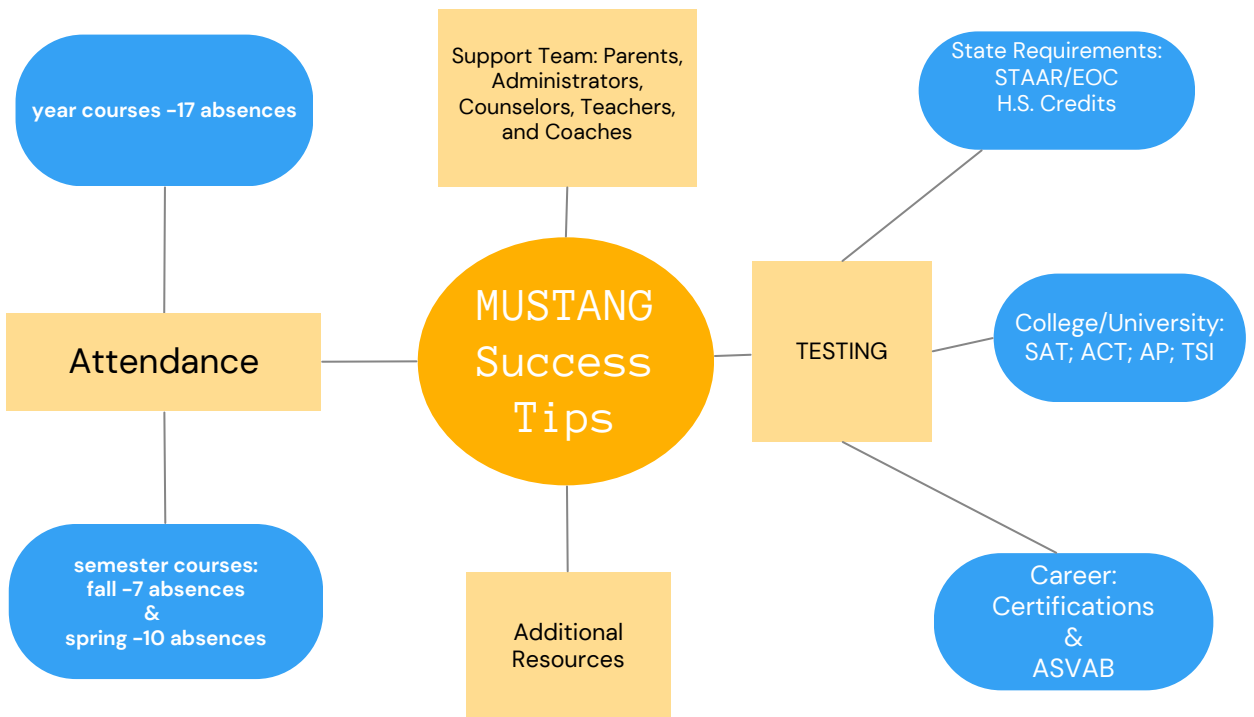 year courses -17 absences
Support Team: Parents,
Administrators,
Counselors, Teachers,
and Coaches
State Requirements:
STAAR/EOC
H.S. Credits
Attendance
MUSTANG
Success
Tips
TESTING
College/University:
SAT; ACT; AP; TSI
semester courses:
fall -7 absences
&
spring -10 absences
Additional
Resources
Career:
Certifications
&
ASVAB